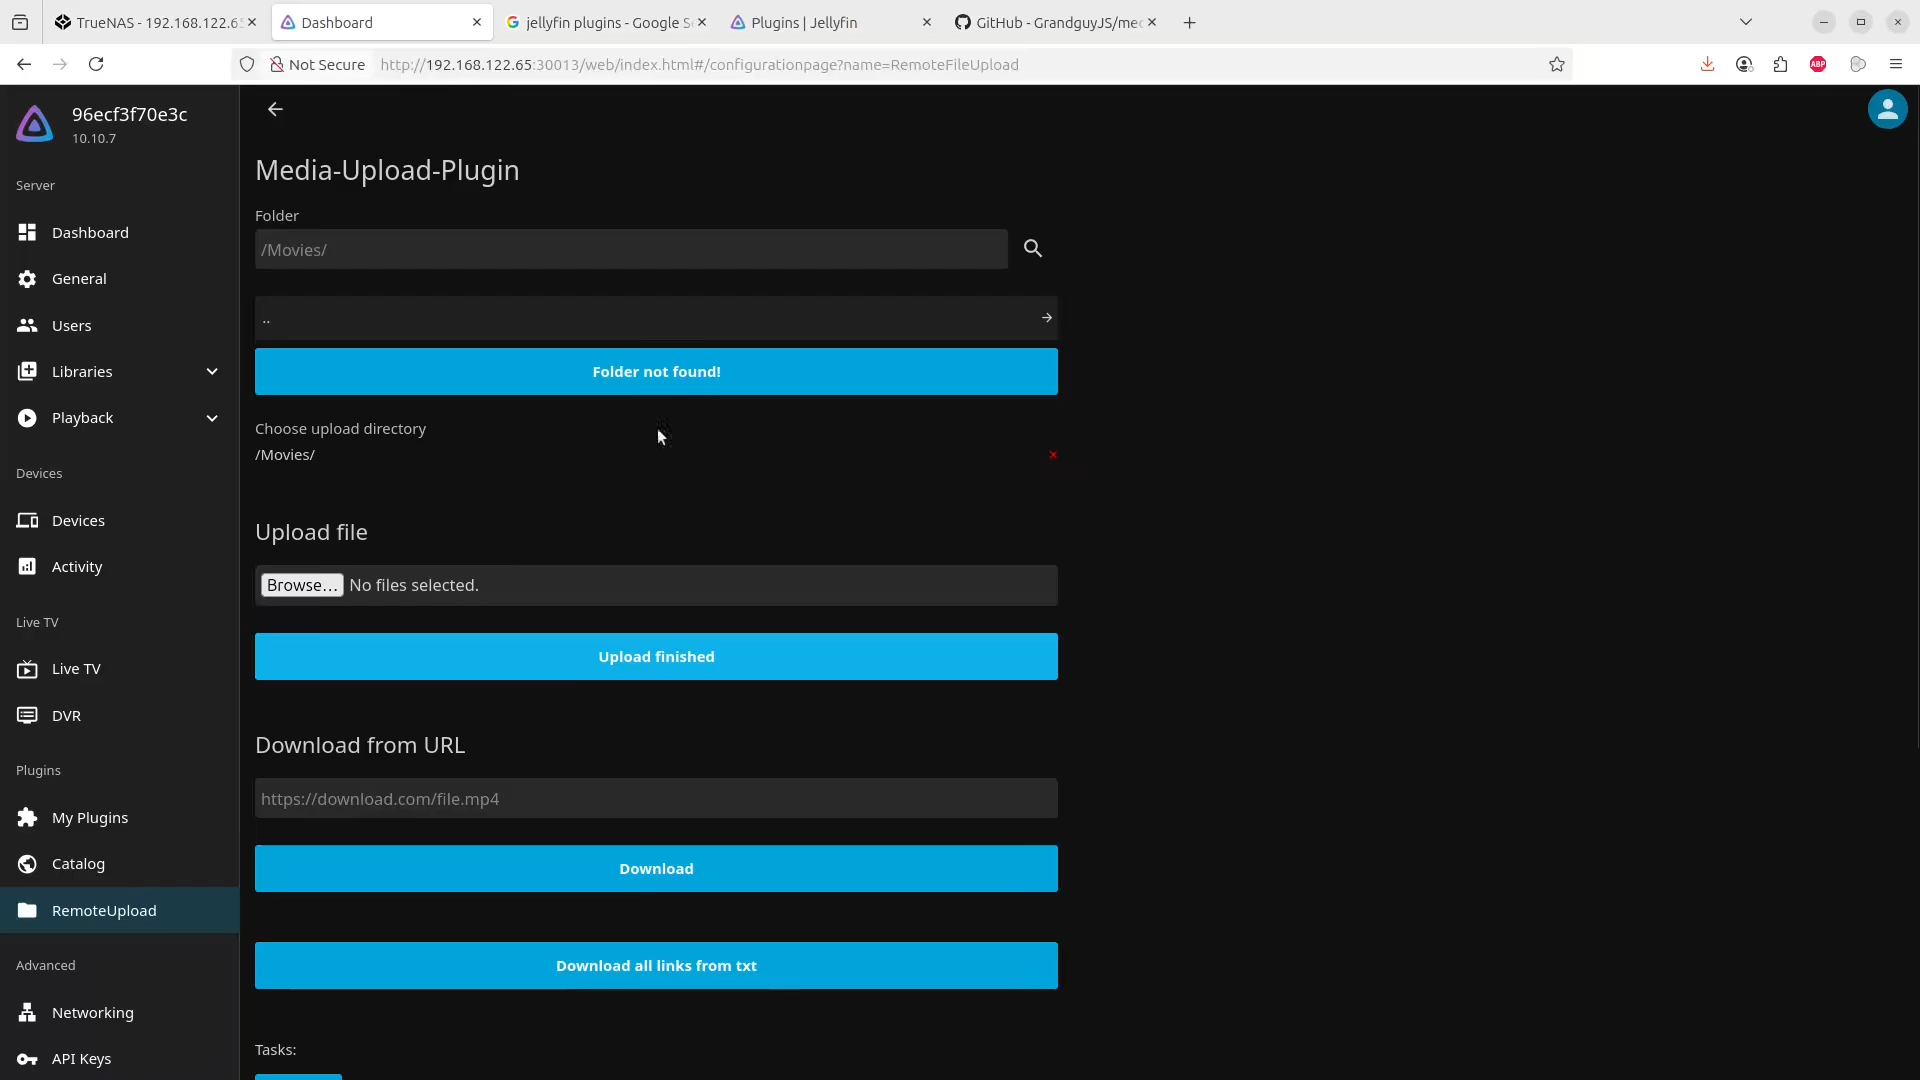 TrueNAS - 192.168.122.6
Dashboard
jellyfin plugins - Google S
Plugins | Jellyfin
GitHub - GrandguyJS/mec
Not Secure
http://192.168.122.65:30013/web/index.html#/configurationpage?name=RemoteFileUpload
ABP
96ecf3f70e3c
10.10.7
Server
Dashboard
General
Users
Libraries
Playback
Devices
Devices
Activity
Live TV
Live TV
DVR
Plugins
My Plugins
Catalog
RemoteUpload
Advanced
Networking
API Keys
Media-Upload-Plugin
Folder
/Movies/
..
Folder not found!
Choose upload directory
/Movies/
Upload file
Browse... No files selected.
Upload finished
Download from URL
https://download.com/file.mp4
Download
Download all links from txt
Tasks: